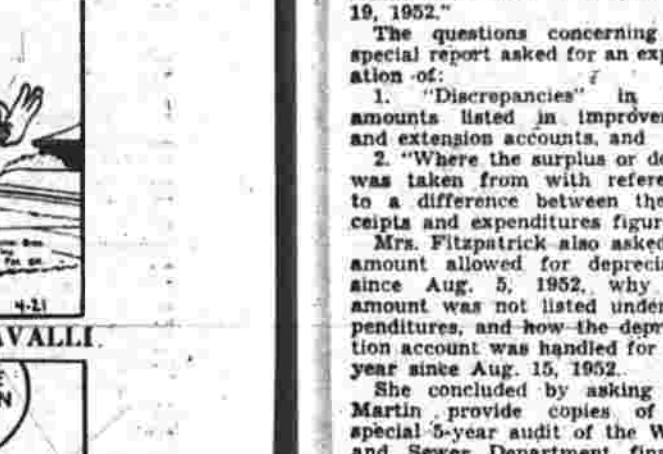 4-21
AVALLI.
E
N
19, 1952."
The questions concerning
special report asked for an exp
ation of:
1. "Discrepancies" in
amounts listed in improve
and extension accounts, and
2. "Where the surplus or de
was taken from with refere
to a difference between the
ceipts and expenditures figur
Mrs. Fitzpatrick also asked
amount allowed for depreci
since Aug. 5, 1952, why
amount was not listed under
penditures, and how the depr
tion account was handled for
year since Aug. 15, 1952.
She concluded by asking
Martin provide copies of
special 5-year audit of the W
and Sewer Department fin